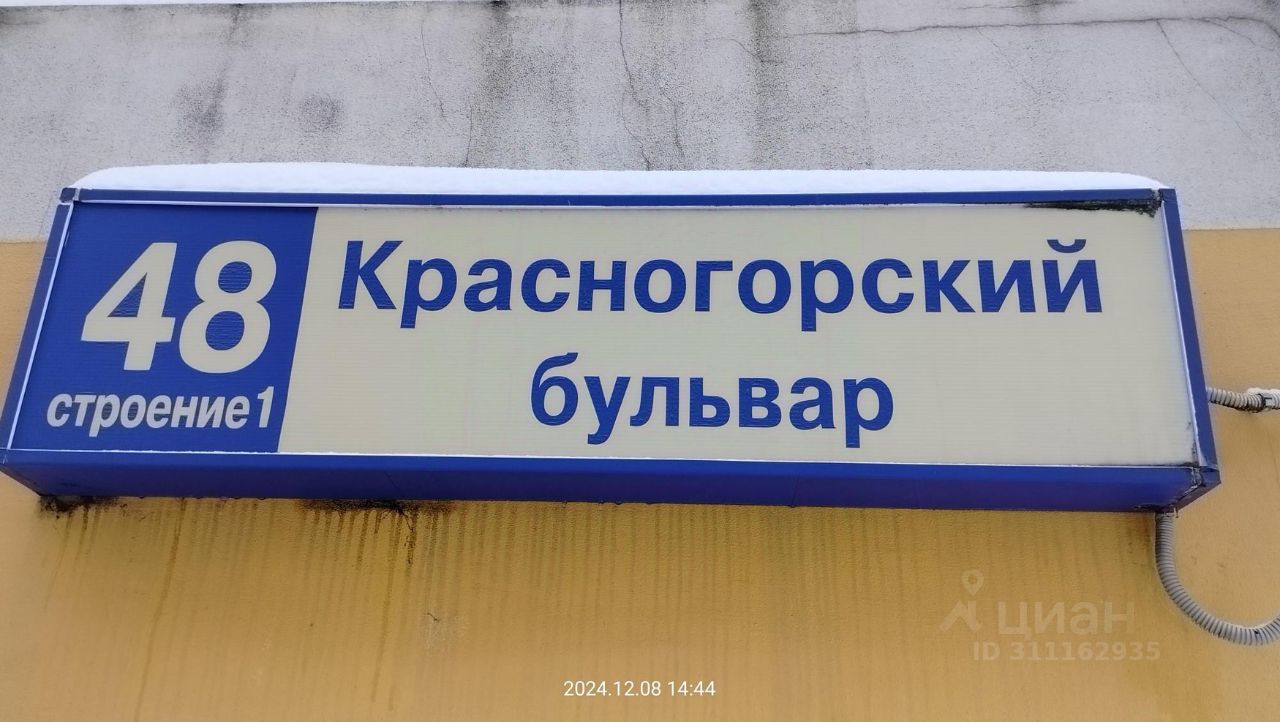 48
строение1
Красногорский
бульвар
циан
ID 311162935
2024.12.08 14:44